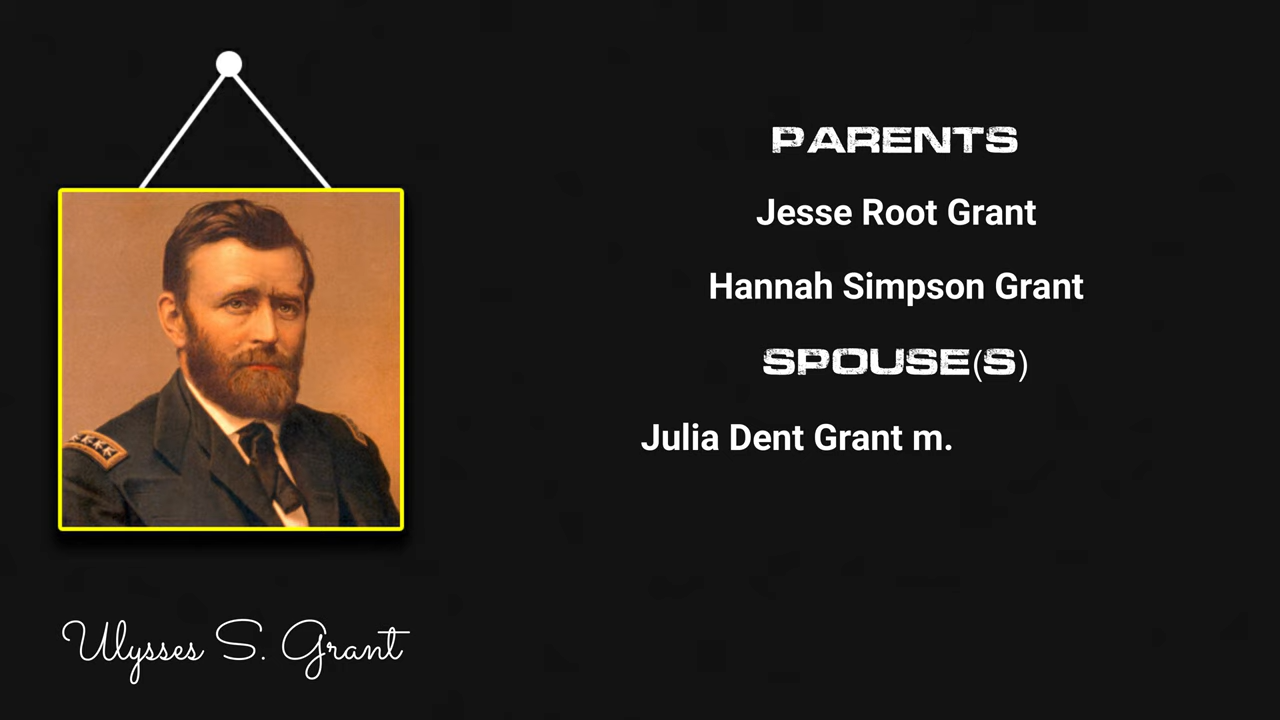 PARENTS
Jesse Root Grant
Hannah Simpson Grant
SPOUSE(S)
Julia Dent Grant m.
Ulysses S. Grant